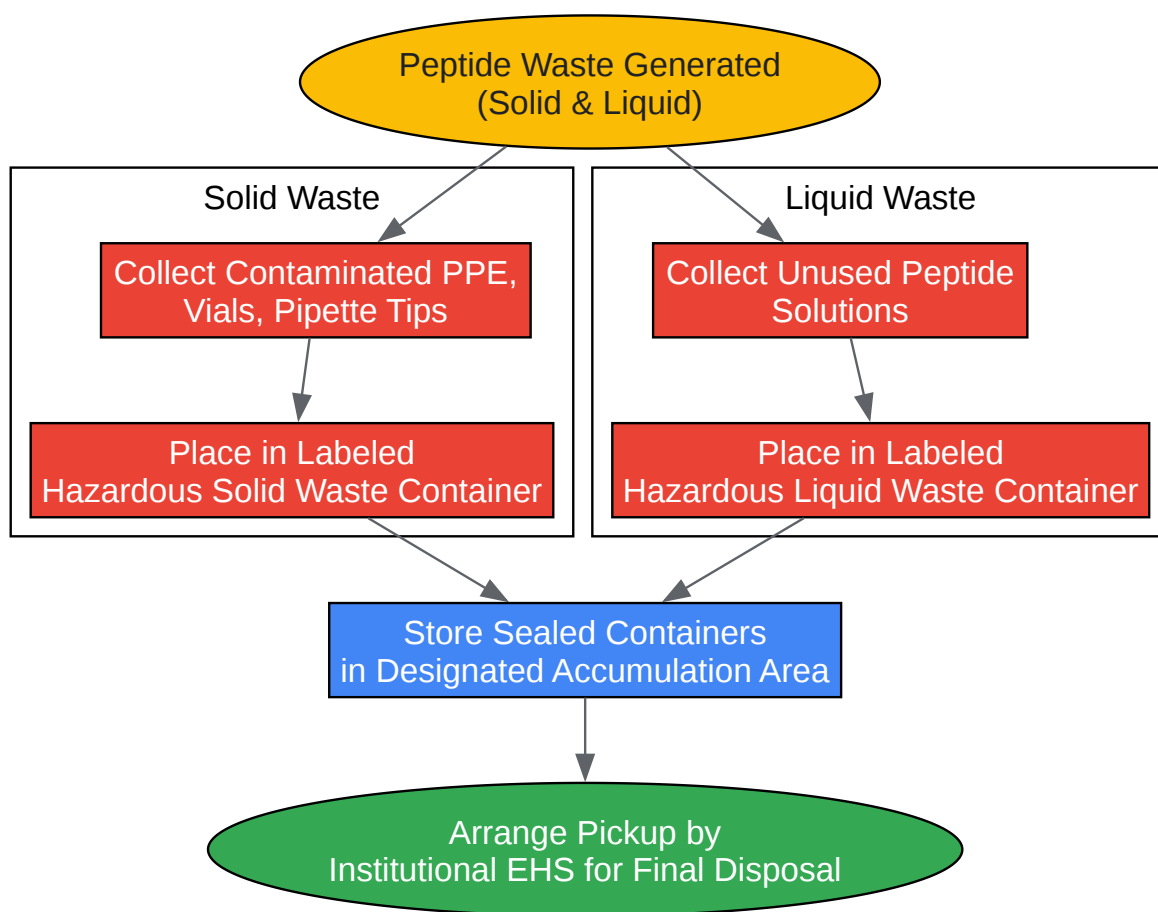 Peptide Waste Generated
(Solid & Liquid)
Solid Waste
Collect Contaminated PPE,
Vials, Pipette Tips
Place in Labeled
Hazardous Solid Waste Container
Liquid Waste
Collect Unused Peptide
Solutions
Place in Labeled
Hazardous Liquid Waste Container
Store Sealed Containers
in Designated Accumulation Area
Arrange Pickup by
Institutional EHS for Final Disposal